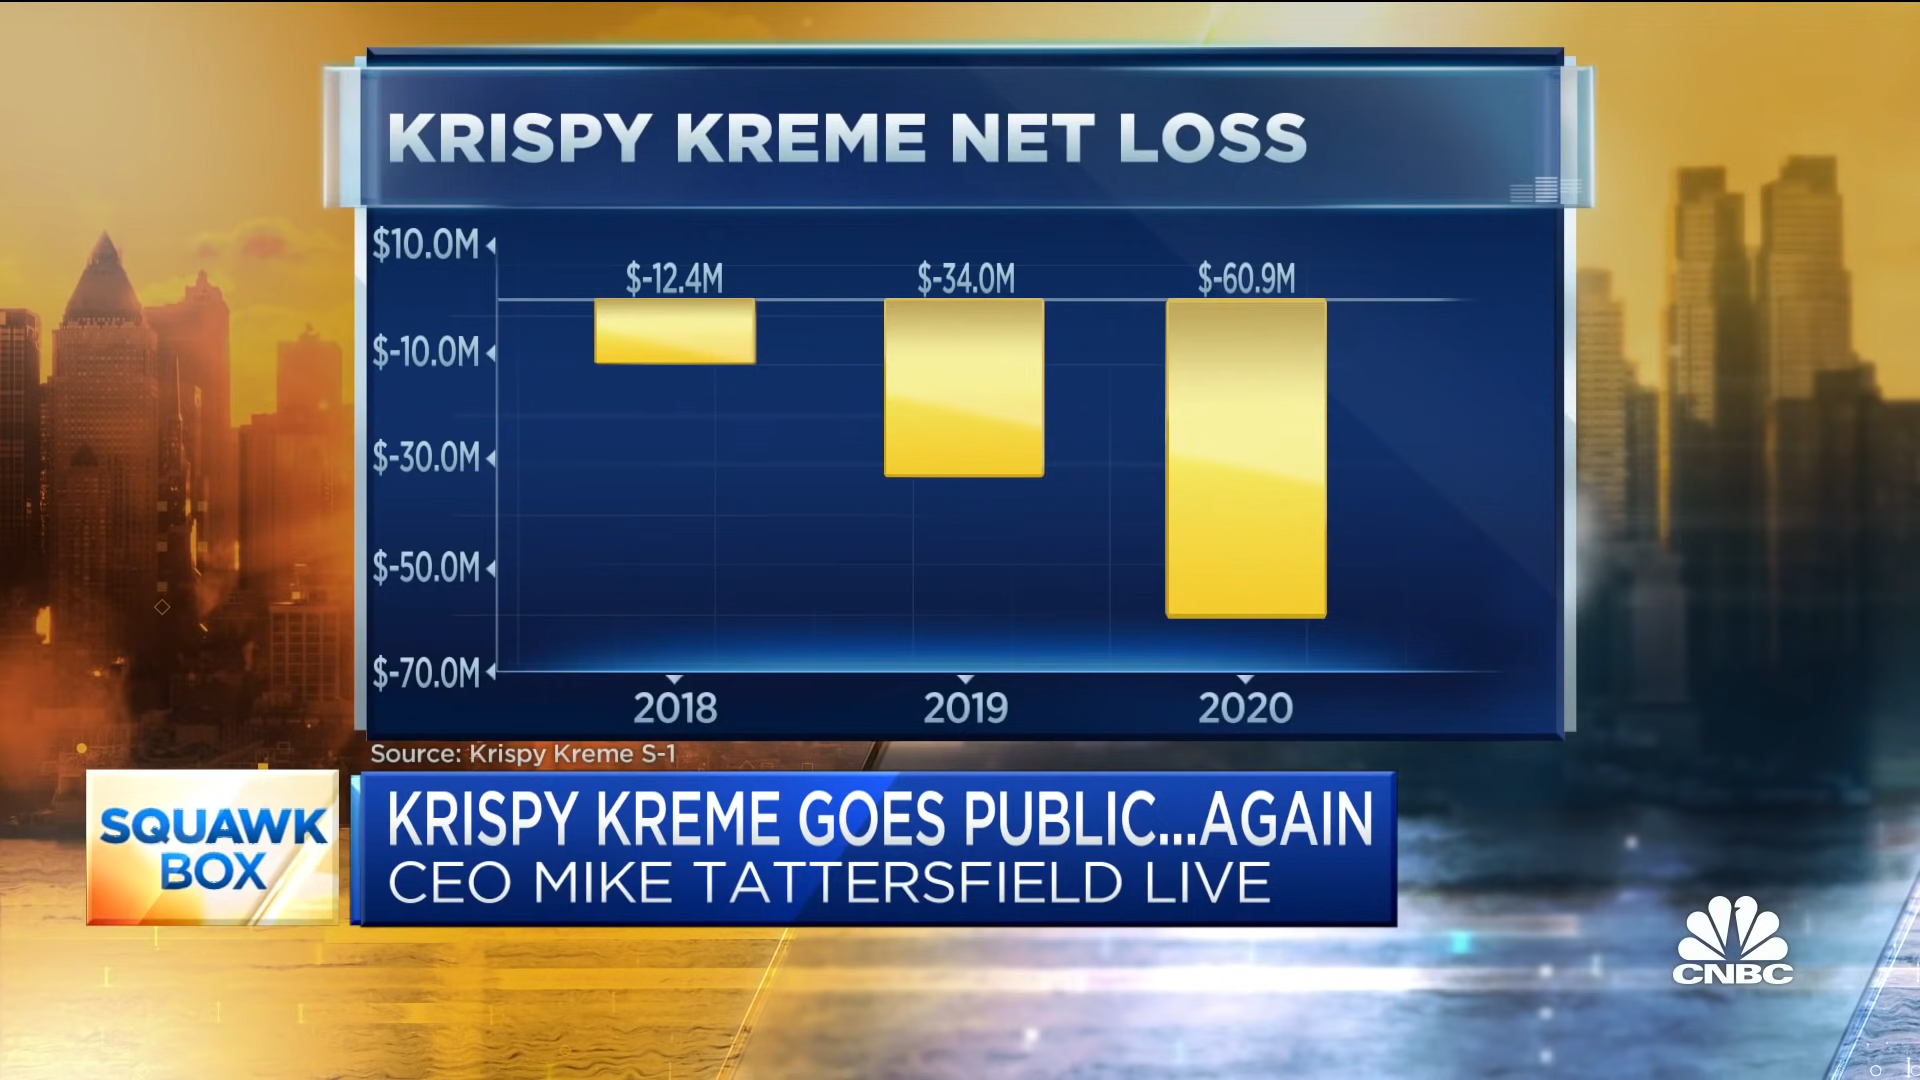 KRISPY KREME NET LOSS
$10.0M
$-12.4M
$-34.0M
$-60.9M
$-10.0M
$-30.0M
$-50.0M
$-70.0M
2018
2019
2020
Source: Krispy Kreme S-1
SQUAWK
BOX
KRISPY KREME GOES PUBLIC...AGAIN
CEO MIKE TATTERSFIELD LIVE
CNBC